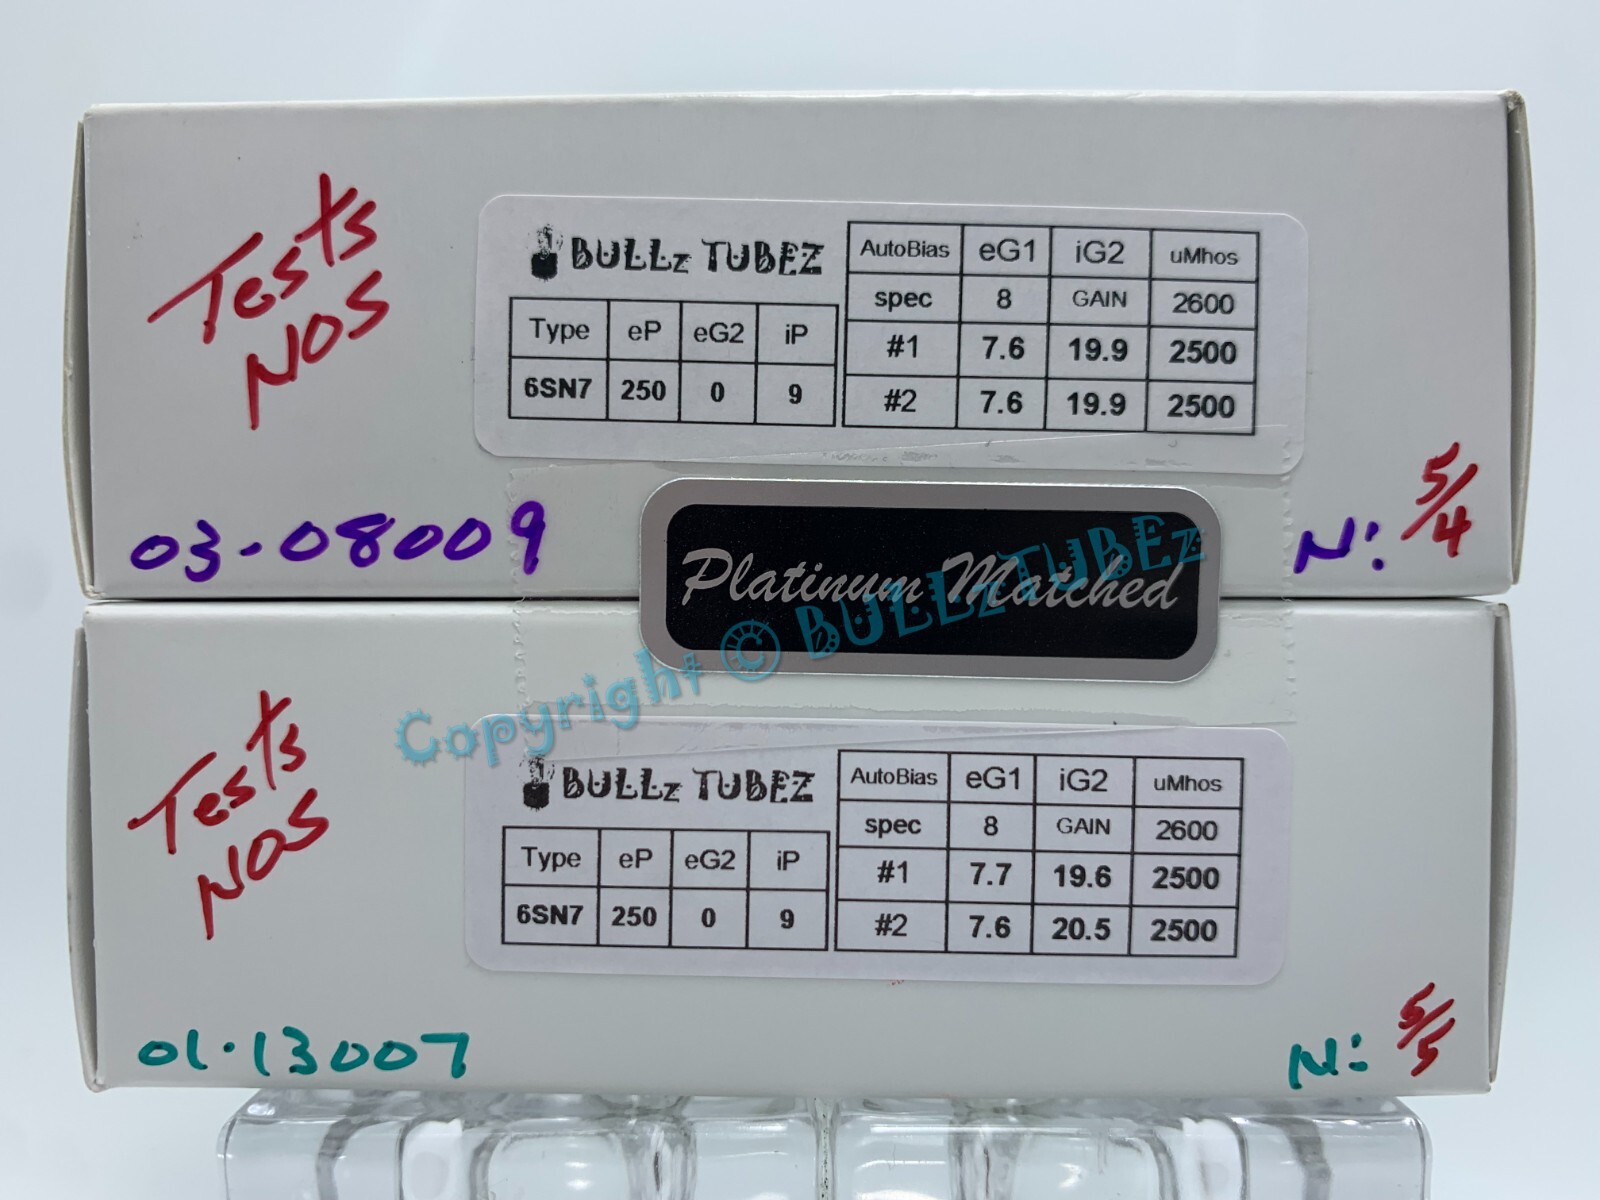 Tests
NOS
BULLz TUBEZ
Type eP eG2 iP
6SN7 250 0 9
AutoBias eG1 iG2 uMhos
spec 8 GAIN 2600
#1 7.6 19.9 2500
#2 7.6 19.9 2500
03-08009
N: 5/4
Platinum Matched
Copyright © BULLzTUBEz
Tests
NOS
BULLz TUBEZ
Type eP eG2 iP
6SN7 250 0 9
AutoBias eG1 iG2 uMhos
spec 8 GAIN 2600
#1 7.7 19.6 2500
#2 7.6 20.5 2500
01-13007
N: 5/5